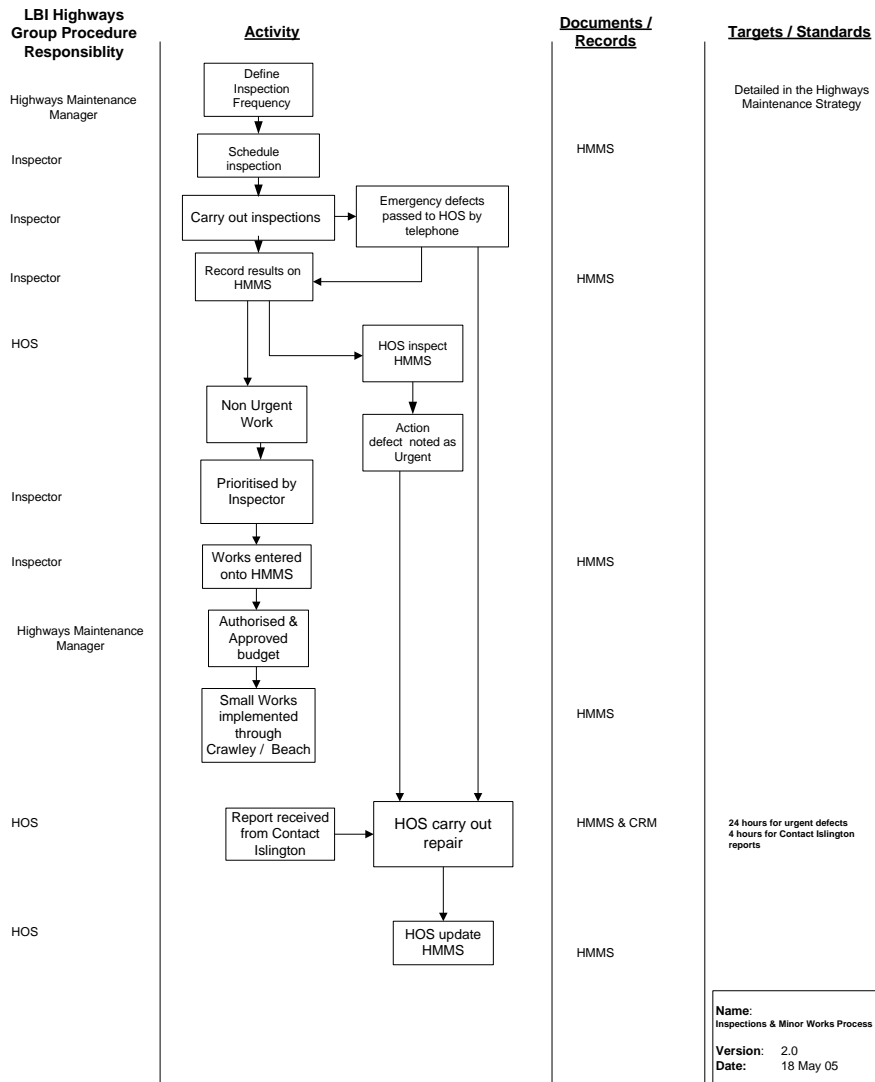 LBI Highways
Group Procedure
Responsiblity
Activity
Documents /
Records
Targets / Standards
Define
Inspection
Frequency
Highways Maintenance
Manager
Detailed in the Highways
Maintenance Strategy
Inspector
Schedule
inspection
HMMS
Inspector
Carry out inspections
Emergency defects
passed to HOS by
telephone
Inspector
Record results on
HMMS
HMMS
HOS
HOS inspect
HMMS
Non Urgent
Work
Action
defect noted as
Urgent
Inspector
Prioritised by
Inspector
Inspector
Works entered
onto HMMS
HMMS
Highways Maintenance
Manager
Authorised &
Approved
budget
Small Works
implemented
through
Crawley / Beach
HMMS
HOS
Report received
from Contact
Islington
HOS carry out
repair
HMMS & CRM
24 hours for urgent defects
4 hours for Contact Islington
reports
HOS
HOS update
HMMS
HMMS
Name:
Inspections & Minor Works Process
Version: 2.0
Date: 18 May 05